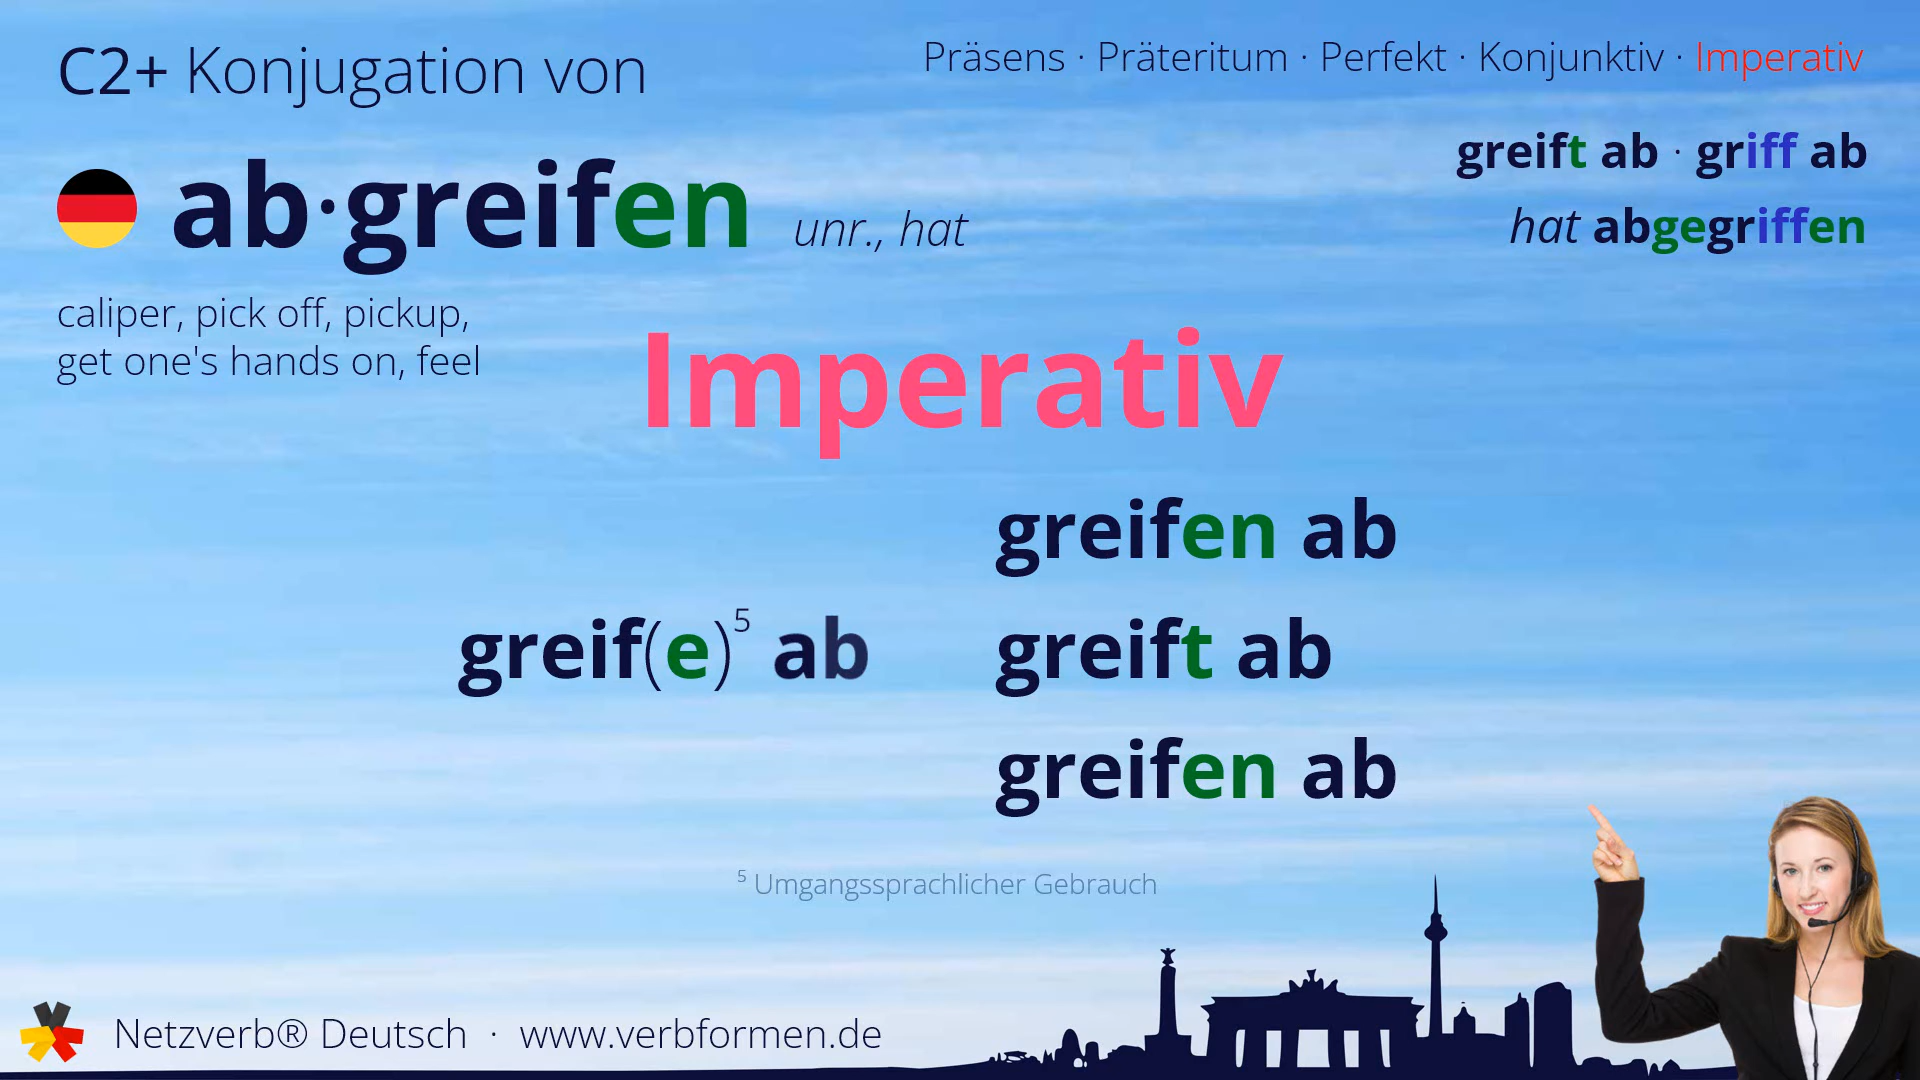 C2+ Konjugation von
Präsens · Präteritum · Perfekt · Konjunktiv · Imperativ
ab·greifen unr., hat
greift ab · griff ab
hat abgegriffen
caliper, pick off, pickup,
get one's hands on, feel
Imperativ
greifen ab
greif(e)⁵ ab greift ab
greifen ab
⁵ Umgangssprachlicher Gebrauch
Netzverb® Deutsch · www.verbformen.de